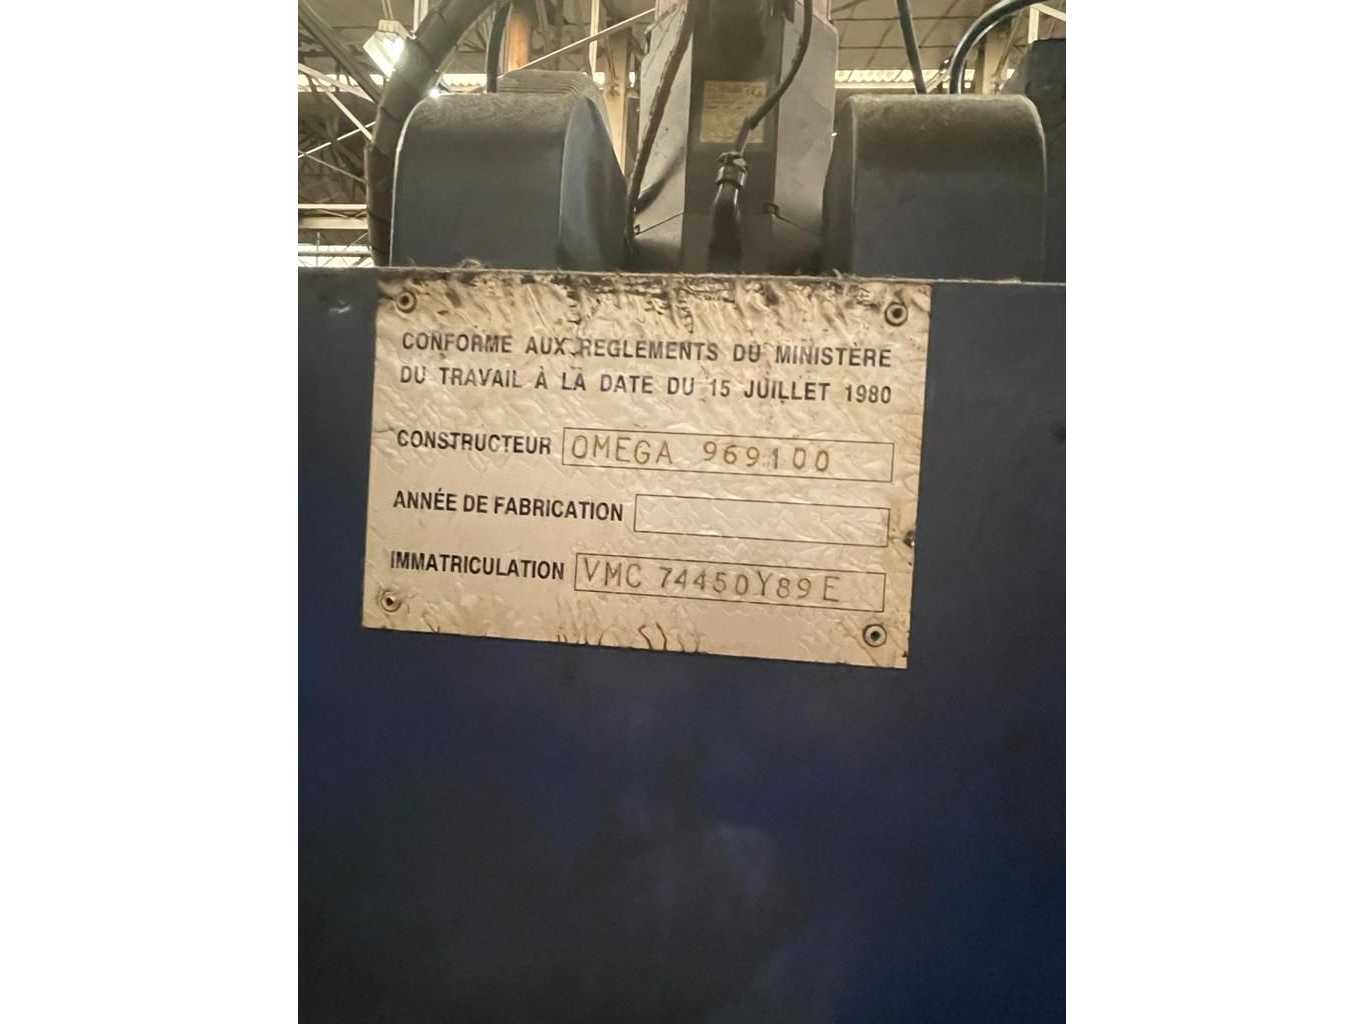 CONFORME AUX REGLEMENTS DU MINISTÈRE
DU TRAVAIL À LA DATE DU 15 JUILLET 1980
CONSTRUCTEUR OMEGA 969100
ANNÉE DE FABRICATION
IMMATRICULATION VMC 74450Y89E